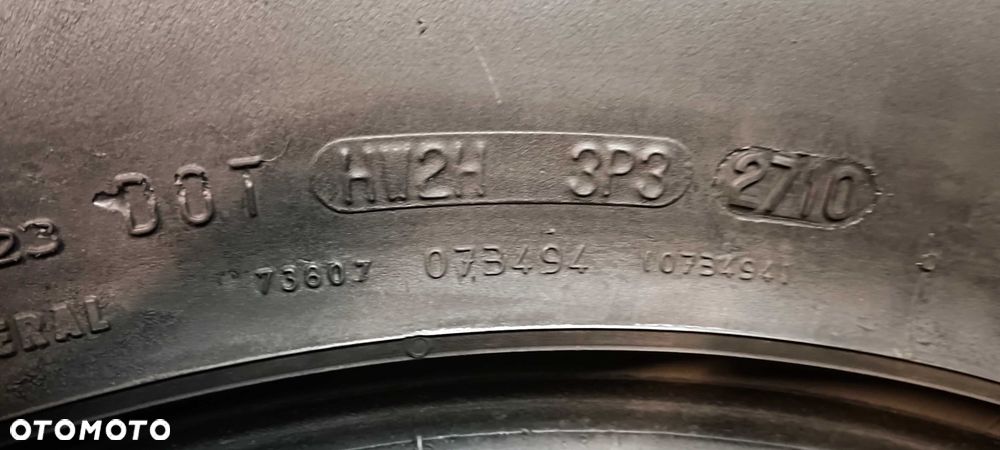 DOT HW2H 3P3 2710
23
73607 073494 10734941
ERAL
OTOMOTO